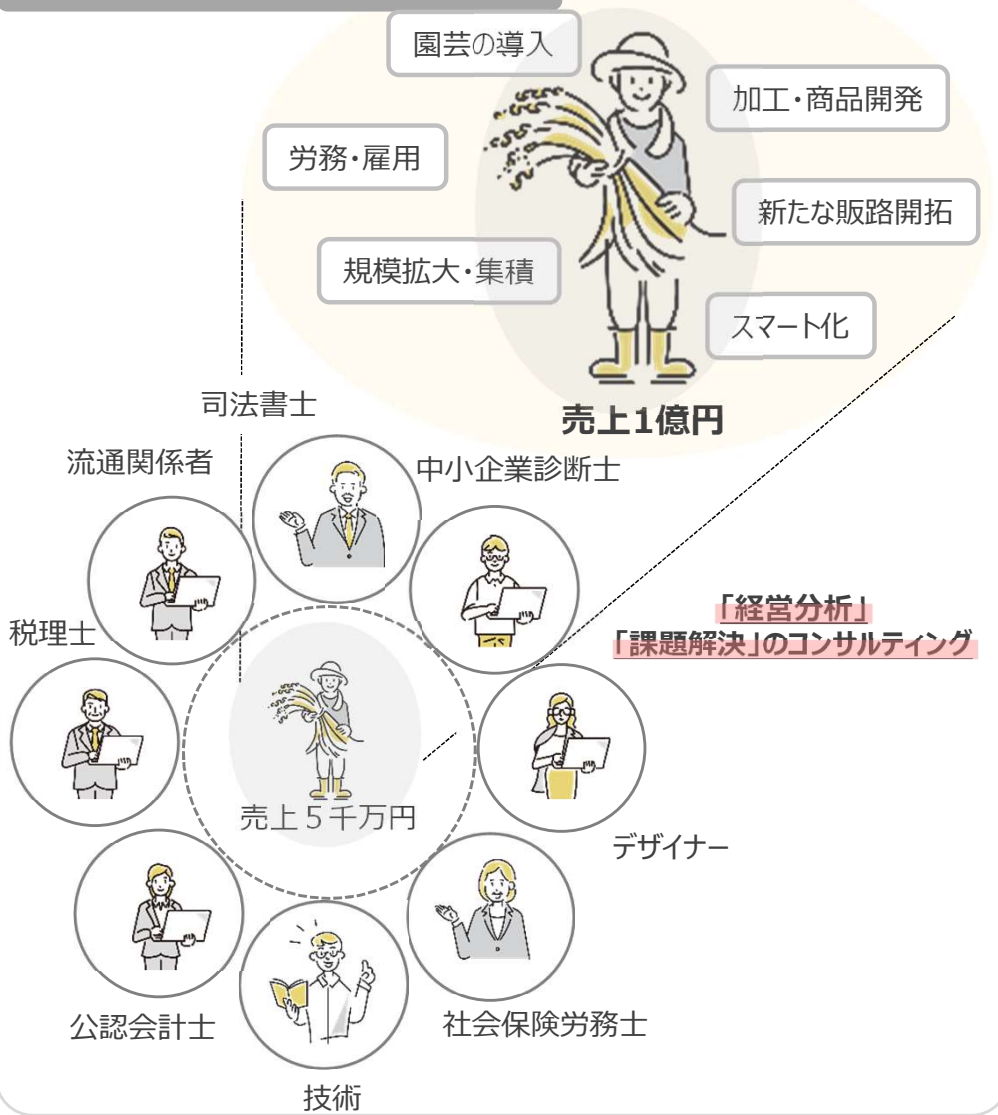 園芸の導入
加工・商品開発
労務・雇用
新たな販路開拓
規模拡大・集積
スマート化
売上1億円
司法書士
流通関係者
中小企業診断士
税理士
「経営分析」
「課題解決」のコンサルティング
売上５千万円
デザイナー
公認会計士
社会保険労務士
技術